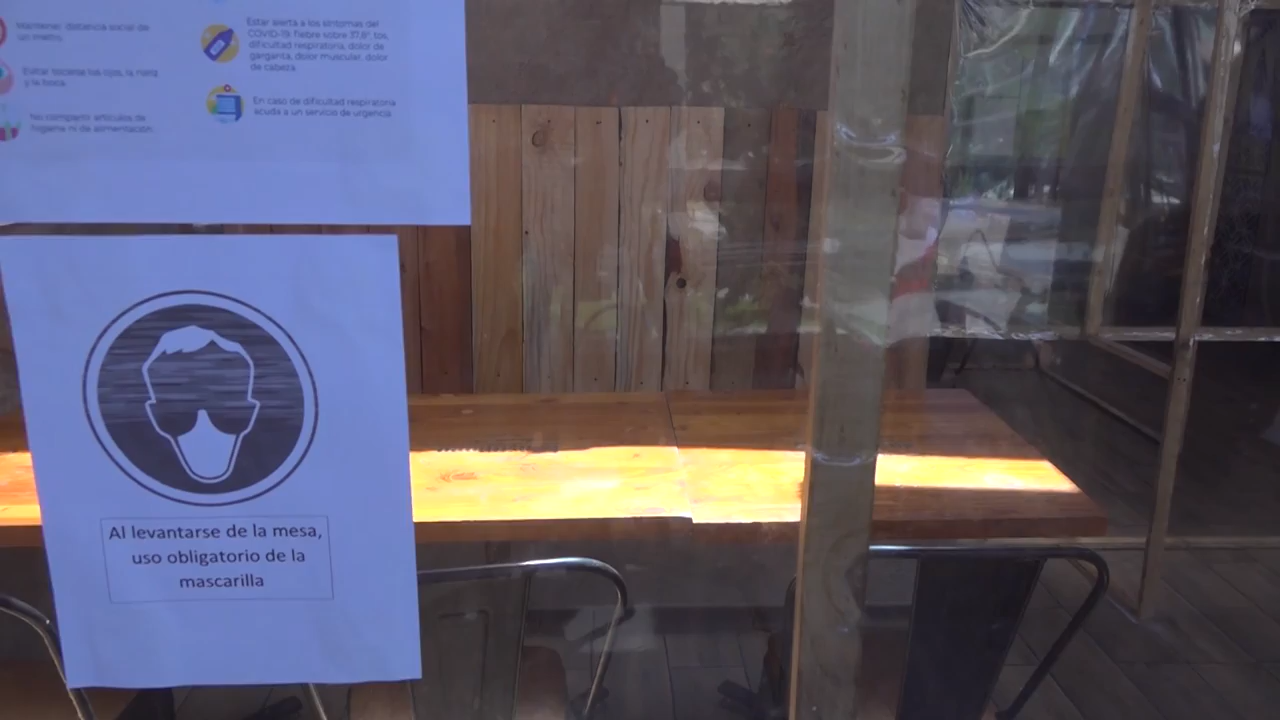 Mantener distancia social de
un metro.
Evitar tocarse los ojos, la nariz
y la boca.
No compartir artículos de
higiene ni de alimentación.
Estar alerta a los síntomas del
COVID-19: fiebre sobre 37,8°, tos,
dificultad respiratoria, dolor de
garganta, dolor muscular, dolor
de cabeza.
En caso de dificultad respiratoria
acuda a un servicio de urgencia
Al levantarse de la mesa,
uso obligatorio de la
mascarilla